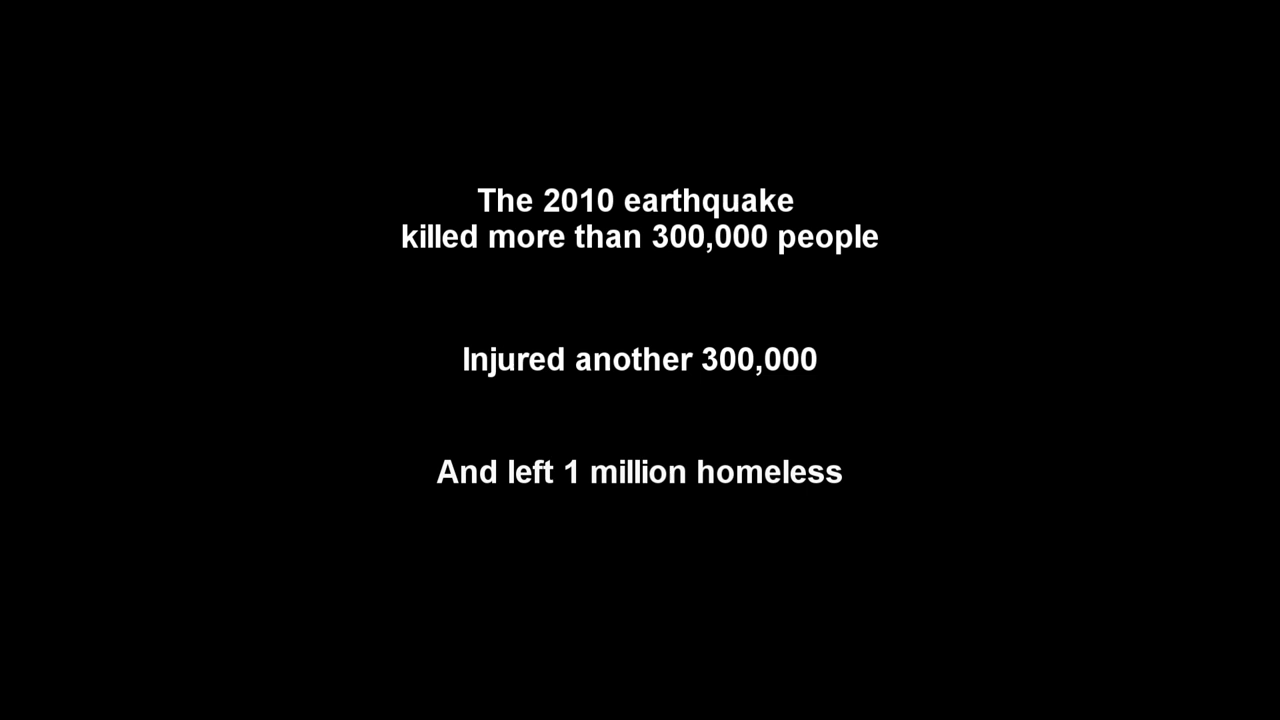 The 2010 earthquake
killed more than 300,000 people
Injured another 300,000
And left 1 million homeless